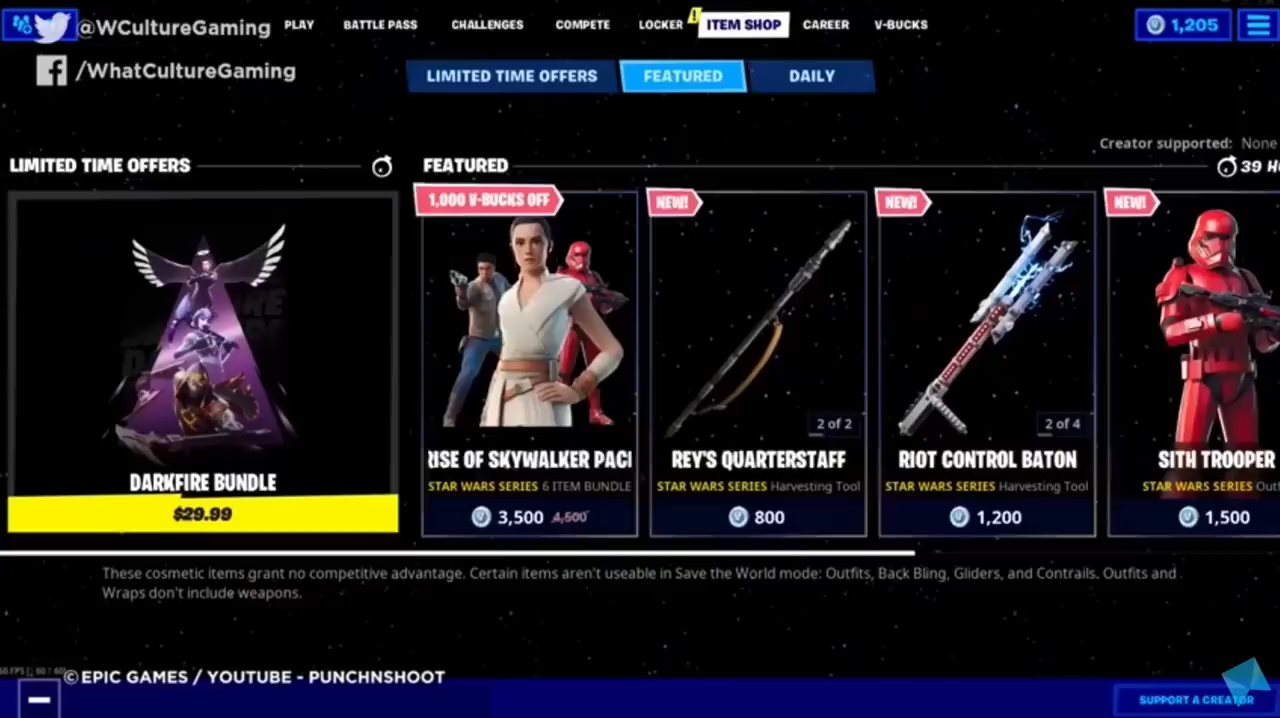 @WCultureGaming
PLAY
BATTLE PASS
CHALLENGES
COMPETE
LOCKER
!
ITEM SHOP
CAREER
V-BUCKS
1,205
/WhatCultureGaming
LIMITED TIME OFFERS
FEATURED
DAILY
Creator supported: None
LIMITED TIME OFFERS
FEATURED
39 H
1,000 V-BUCKS OFF
NEW!
NEW!
NEW!
2 of 2
2 of 4
DARKFIRE BUNDLE
$29.99
RISE OF SKYWALKER PACK
STAR WARS SERIES 6 ITEM BUNDLE
3,500 4,500
REY'S QUARTERSTAFF
STAR WARS SERIES Harvesting Tool
800
RIOT CONTROL BATON
STAR WARS SERIES Harvesting Tool
1,200
SITH TROOPER
STAR WARS SERIES Out
1,500
These cosmetic items grant no competitive advantage. Certain items aren't useable in Save the World mode: Outfits, Back Bling, Gliders, and Contrails. Outfits and
Wraps don't include weapons.
©EPIC GAMES / YOUTUBE - PUNCHNSHOOT
SUPPORT A CREATOR